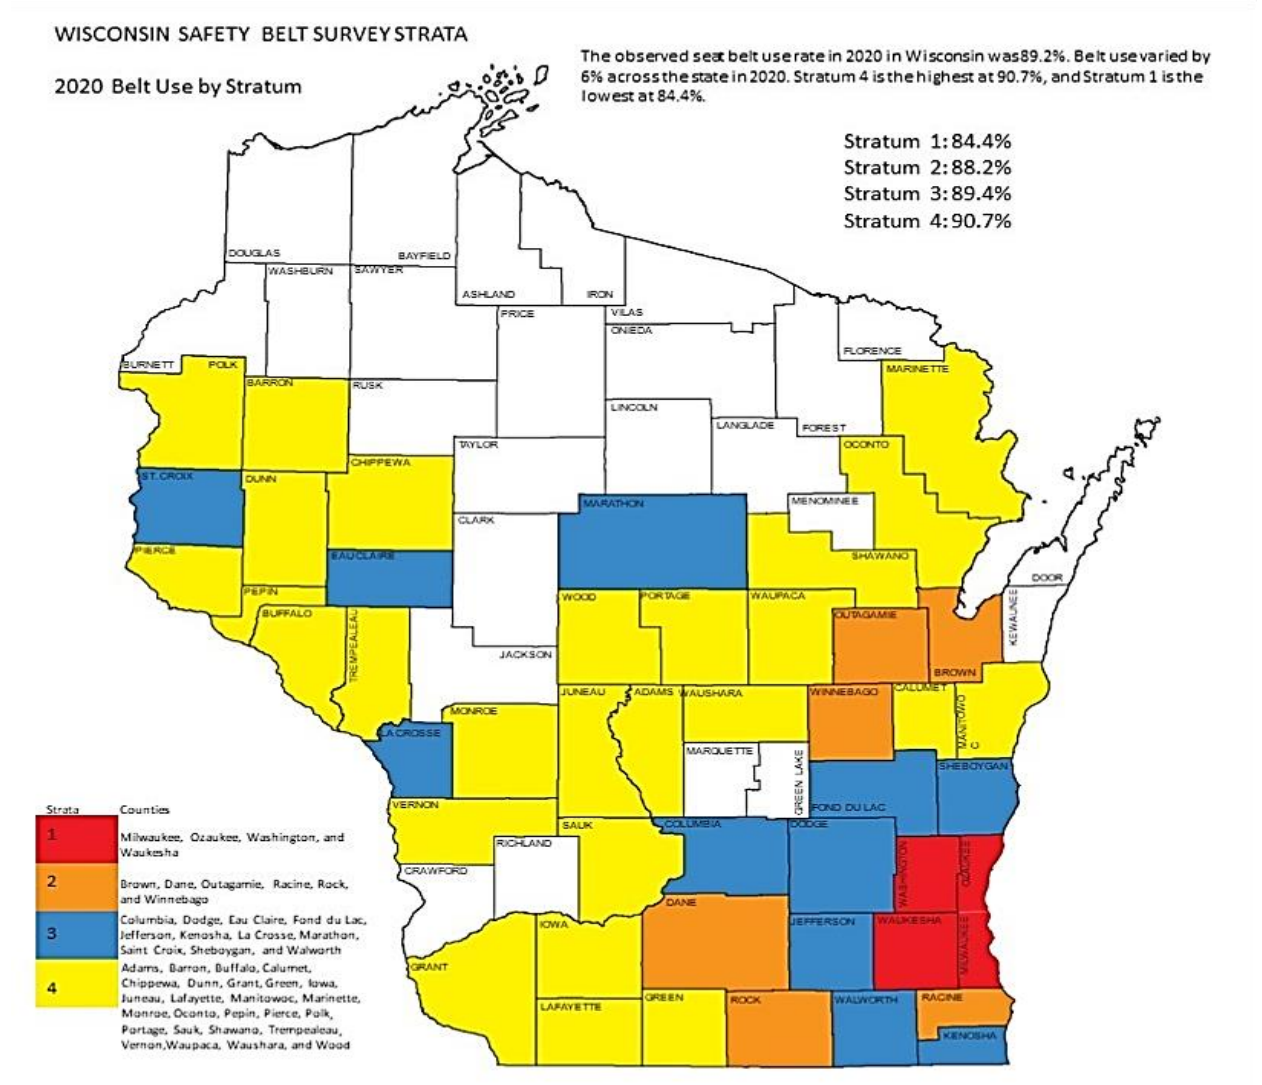 WISCONSIN SAFETY BELT SURVEY STRATA
2020 Belt Use by Stratum
The observed seat belt use rate in 2020 in Wisconsin was 89.2%. Belt use varied by
6% across the state in 2020. Stratum 4 is the highest at 90.7%, and Stratum 1 is the
lowest at 84.4%.
Stratum 1: 84.4%
Stratum 2: 88.2%
Stratum 3: 89.4%
Stratum 4: 90.7%
DOUGLAS
BAYFIELD
WASHBURN
SAWYER
ASHLAND
IRON
PRICE
VILAS
ONIEDA
FLORENCE
BURNETT
POLK
MARINETTE
BARRON
RUSK
LINCOLN
LANGLADE
FOREST
TAYLOR
OCONTO
CHIPPEWA
ST. CROIX
DUNN
MARATHON
MENOMINEE
CLARK
PIERCE
EAU CLAIRE
SHAWANO
DOOR
PEPIN
WOOD
PORTAGE
WAUPACA
BUFFALO
TREMPEALEAU
OUTAGAMIE
KEWAUNEE
JACKSON
BROWN
JUNEAU
ADAMS
WAUSHARA
WINNEBAGO
CALUMET
MANITOWO
C
MONROE
LA CROSSE
MARQUETTE
GREEN LAKE
SHEBOYGAN
VERNON
FOND DU LAC
SAUK
COLUMBIA
DODGE
RICHLAND
WASHINGTON
OZAUKEE
CRAWFORD
DANE
IOWA
JEFFERSON
WAUKESHA
MILWAUKEE
GRANT
LAFAYETTE
GREEN
ROCK
WALWORTH
RACINE
KENOSHA
Strata Counties
1
Milwaukee, Ozaukee, Washington, and
Waukesha
2
Brown, Dane, Outagamie, Racine, Rock,
and Winnebago
3
Columbia, Dodge, Eau Claire, Fond du Lac,
Jefferson, Kenosha, La Crosse, Marathon,
Saint Croix, Sheboygan, and Walworth
4
Adams, Barron, Buffalo, Calumet,
Chippewa, Dunn, Grant, Green, Iowa,
Juneau, Lafayette, Manitowoc, Marinette,
Monroe, Oconto, Pepin, Pierce, Polk,
Portage, Sauk, Shawano, Trempealeau,
Vernon,Waupaca, Waushara, and Wood